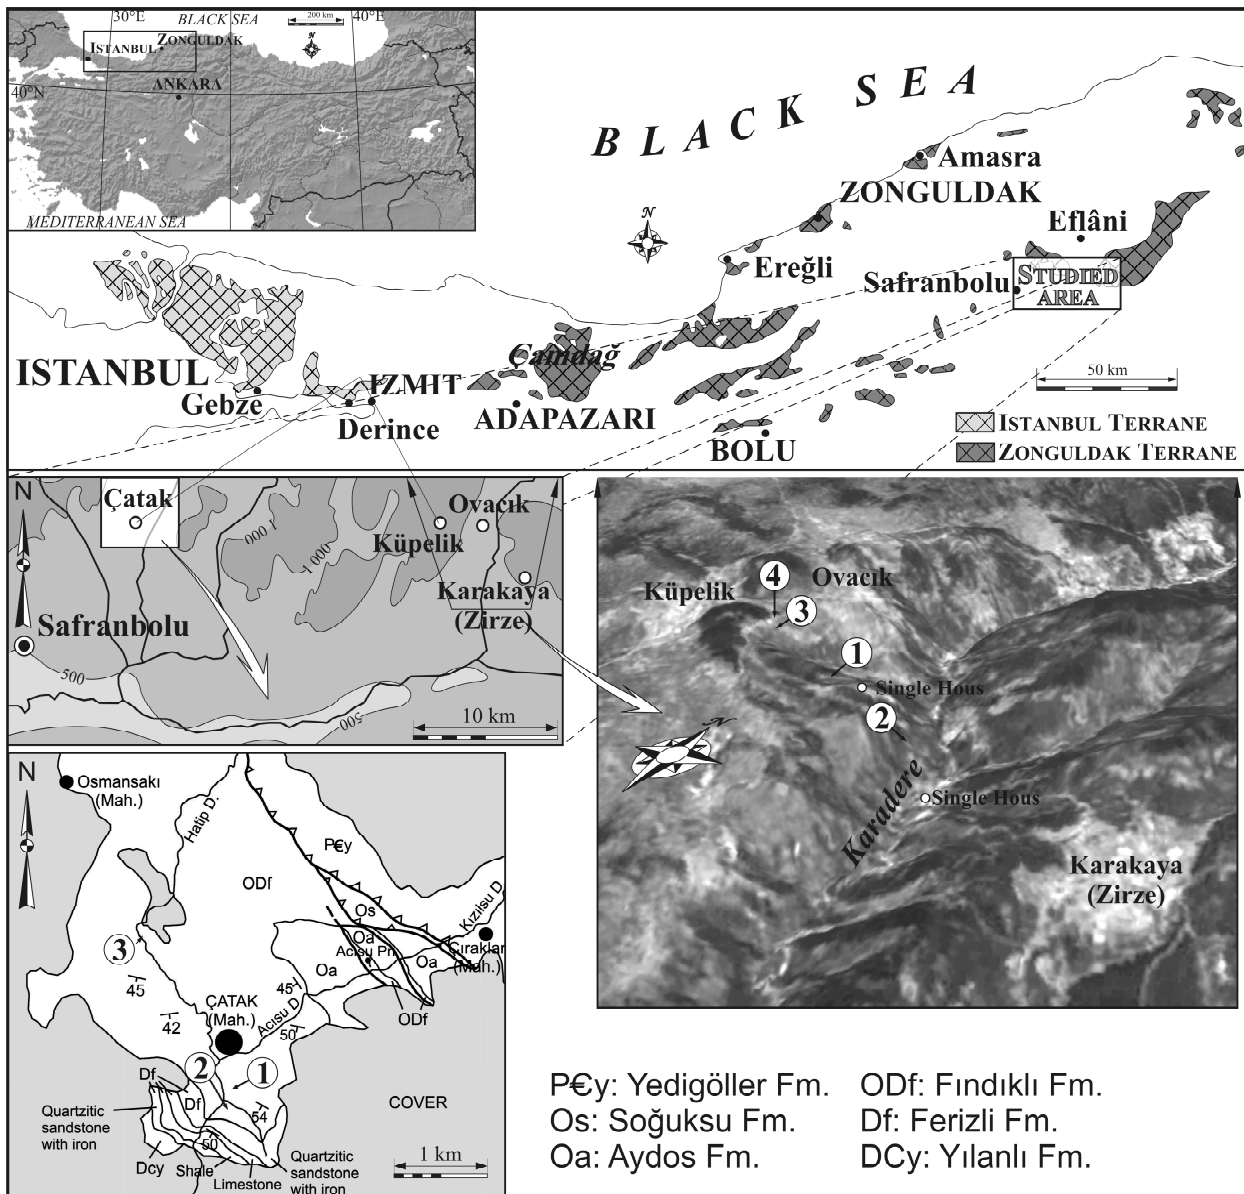 30°E
BLACK SEA
200 km
40°E
N
ISTANBUL
ZONGULDAK
ANKARA
40°N
MEDITERRANEAN SEA
BLACK SEA
N
Amasra
ZONGULDAK
Eflâni
Ereğli
Safranbolu
STUDIED
AREA
Çamdağ
ISTANBUL
Gebze
IZMIT
Derince
ADAPAZARI
BOLU
50 km
ISTANBUL TERRANE
ZONGULDAK TERRANE
N
Çatak
1 000
1 000
Ovacık
Küpelik
Karakaya
(Zirze)
Safranbolu
500
500
10 km
4
Ovacık
Küpelik
3
1
Single Hous
2
N
Karadere
Single Hous
Karakaya
(Zirze)
N
Osmansakı
(Mah.)
Hatip D.
P€y
ODf
Os
Kızılsu D.
Oa
Acısu Pn.
Çıraklar
(Mah.)
Oa
Oa
3
45
45
ÇATAK
(Mah.)
Acısu D.
ODf
42
50
2
1
Df
Df
Quartzitic
sandstone
with iron
54
50
COVER
Dcy
Shale
Limestone
Quartzitic
sandstone
with iron
1 km
P€y: Yedigöller Fm.
Os: Soğuksu Fm.
Oa: Aydos Fm.
ODf: Fındıklı Fm.
Df: Ferizli Fm.
DCy: Yılanlı Fm.